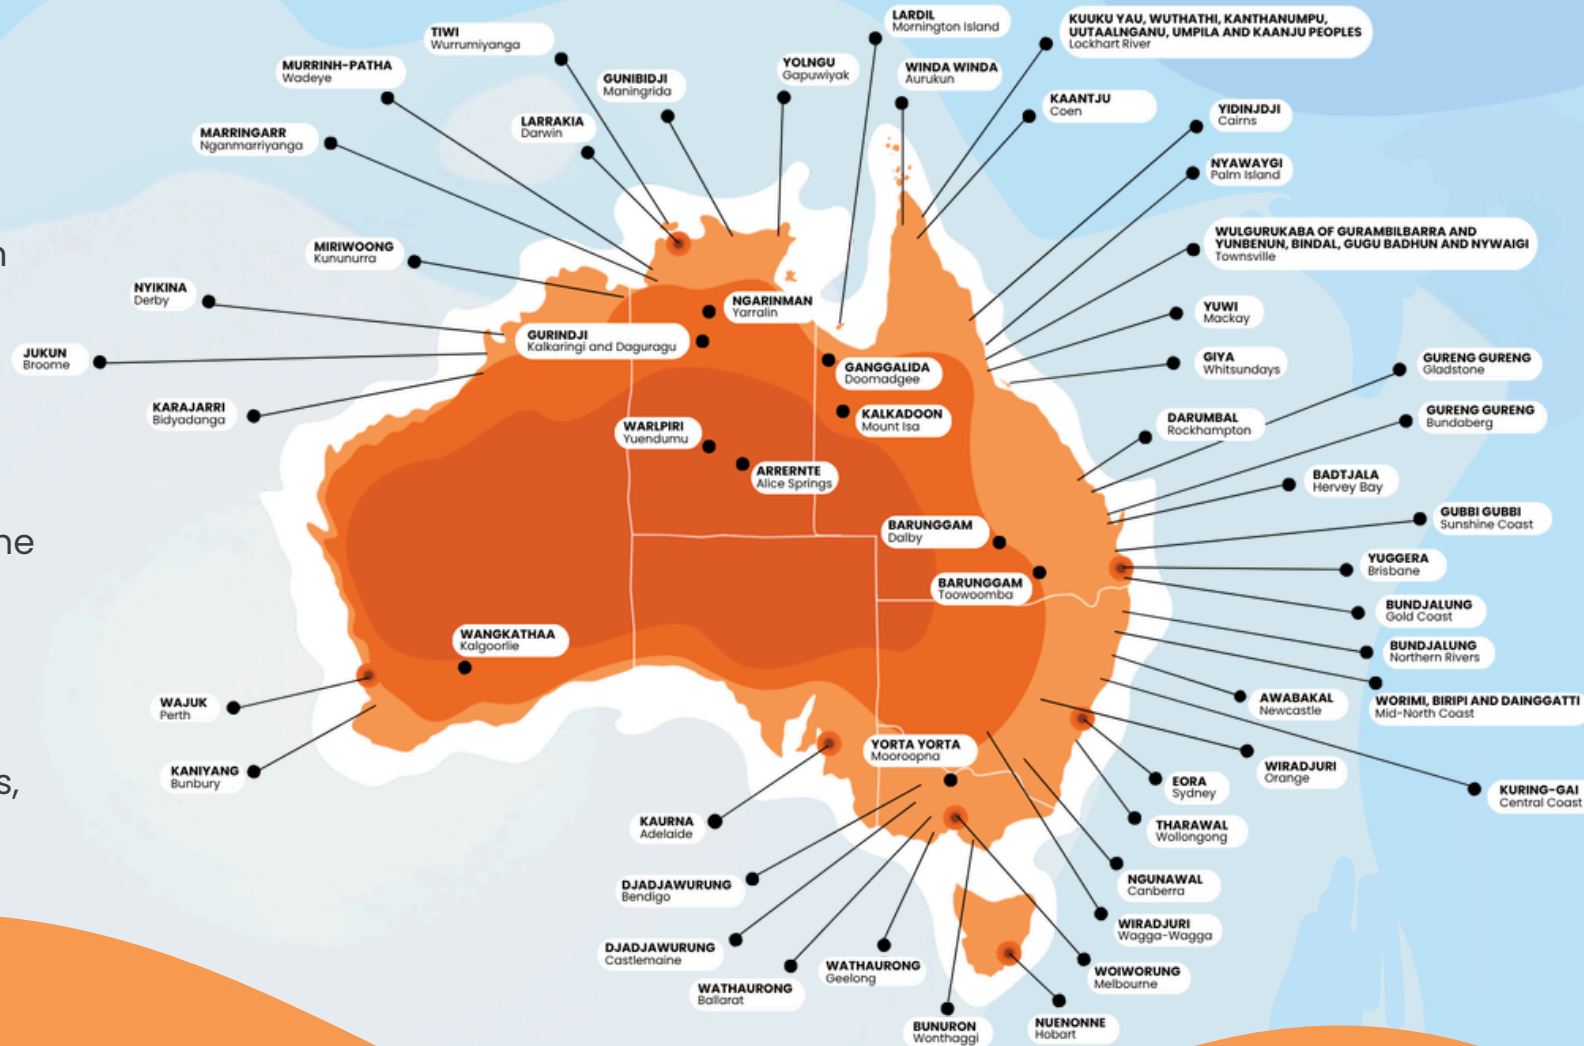 n
ne
s,
LARDIL
Mornington Island
KUUKU YAU, WUTHATHI, KANTHANUMPU,
UUTAALNGANU, UMPILA AND KAANJU PEOPLES
Lockhart River
TIWI
Wurrumiyanga
MURRINH-PATHA
Wadeye
GUNIBIDJI
Maningrida
YOLNGU
Gapuwiyak
WINDA WINDA
Aurukun
KAANTJU
Coen
YIDINJDJI
Cairns
MARRINGARR
Nganmarriyanga
LARRAKIA
Darwin
NYAWAYGI
Palm Island
WULGURUKABA OF GURAMBILBARRA AND
YUNBENUN, BINDAL, GUGU BADHUN AND NYWAIGI
Townsville
MIRIWOONG
Kununurra
NYIKINA
Derby
NGARINMAN
Yarralin
YUWI
Mackay
GURINDJI
Kalkaringi and Daguragu
JUKUN
Broome
GANGGALIDA
Doomadgee
GIYA
Whitsundays
GURENG GURENG
Gladstone
KARAJARRI
Bidyadanga
KALKADOON
Mount Isa
DARUMBAL
Rockhampton
GURENG GURENG
Bundaberg
WARLPIRI
Yuendumu
ARRERNTE
Alice Springs
BADTJALA
Hervey Bay
BARUNGGAM
Dalby
GUBBI GUBBI
Sunshine Coast
YUGGERA
Brisbane
BARUNGGAM
Toowoomba
BUNDJALUNG
Gold Coast
WANGKATHAA
Kalgoorlie
BUNDJALUNG
Northern Rivers
WAJUK
Perth
AWABAKAL
Newcastle
WORIMI, BIRIPI AND DAINGGATTI
Mid-North Coast
YORTA YORTA
Mooroopna
KANIYANG
Bunbury
EORA
Sydney
WIRADJURI
Orange
KURING-GAI
Central Coast
KAURNA
Adelaide
THARAWAL
Wollongong
DJADJAWURUNG
Bendigo
NGUNAWAL
Canberra
WIRADJURI
Wagga-Wagga
DJADJAWURUNG
Castlemaine
WATHAURONG
Geelong
WOIWORUNG
Melbourne
WATHAURONG
Ballarat
BUNURON
Wonthaggi
NUENONNE
Hobart